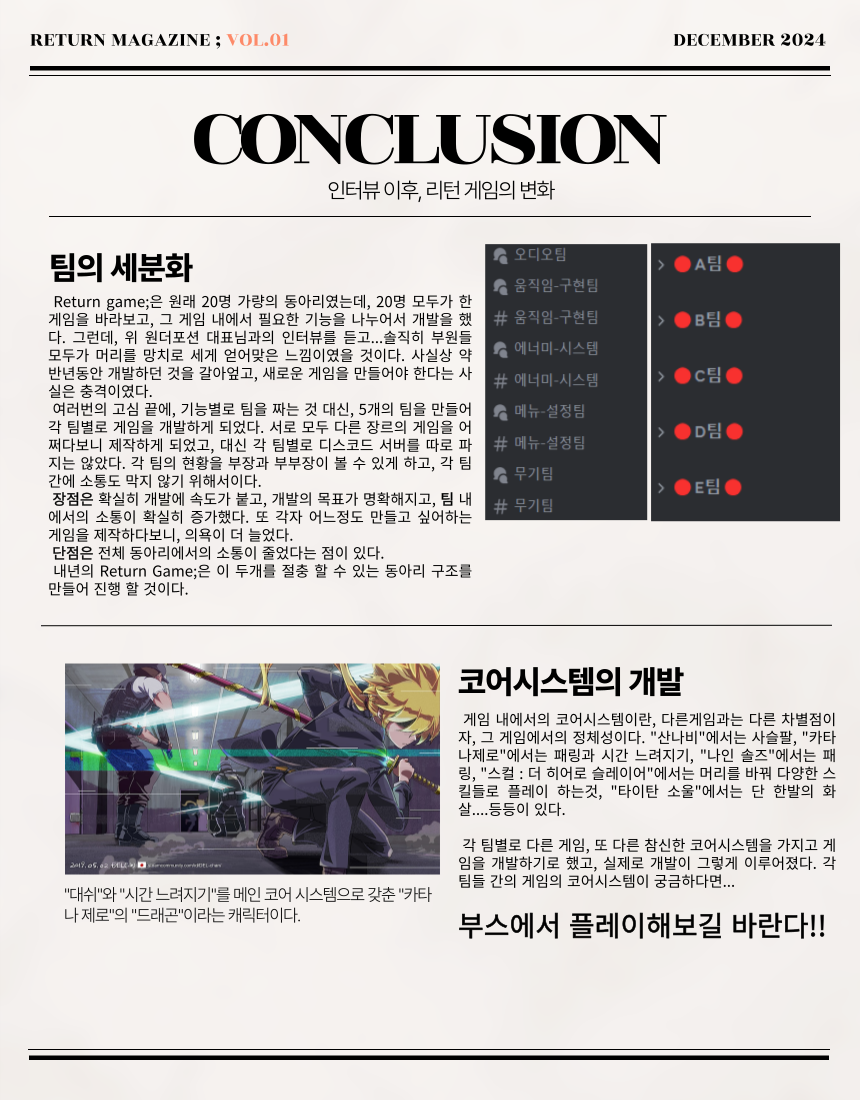 RETURN MAGAZINE ; VOL.01
DECEMBER 2024
CONCLUSION
인터뷰 이후, 리턴 게임의 변화
팀의 세분화
Return game;은 원래 20명 가량의 동아리였는데, 20명 모두가 한
게임을 바라보고, 그 게임 내에서 필요한 기능을 나누어서 개발을 했
다. 그런데, 위 원더포션 대표님과의 인터뷰를 듣고...솔직히 부원들
모두가 머리를 망치로 세게 얻어맞은 느낌이였을 것이다. 사실상 약
반년동안 개발하던 것을 갈아엎고, 새로운 게임을 만들어야 한다는 사
실은 충격이였다.
여러번의 고심 끝에, 기능별로 팀을 짜는 것 대신, 5개의 팀을 만들어
각 팀별로 게임을 개발하게 되었다. 서로 모두 다른 장르의 게임을 어
쩌다보니 제작하게 되었고, 대신 각 팀별로 디스코드 서버를 따로 파
지는 않았다. 각 팀의 현황을 부장과 부부장이 볼 수 있게 하고, 각 팀
간에 소통도 막지 않기 위해서이다.
장점은 확실히 개발에 속도가 붙고, 개발의 목표가 명확해지고, 팀 내
에서의 소통이 확실히 증가했다. 또 각자 어느정도 만들고 싶어하는
게임을 제작하다보니, 의욕이 더 늘었다.
단점은 전체 동아리에서의 소통이 줄었다는 점이 있다.
내년의 Return Game;은 이 두개를 절충 할 수 있는 동아리 구조를
만들어 진행 할 것이다.
오디오팀
움직임-구현팀
# 움직임-구현팀
에너미-시스템
# 에너미-시스템
메뉴-설정팀
# 메뉴-설정팀
무기팀
# 무기팀
> 🔴 A팀 🔴
> 🔴 B팀 🔴
> 🔴 C팀 🔴
> 🔴 D팀 🔴
> 🔴 E팀 🔴
2017.05.02
"대쉬"와 "시간 느려지기"를 메인 코어 시스템으로 갖춘 "카타
나 제로"의 "드래곤"이라는 캐릭터이다.
코어시스템의 개발
게임 내에서의 코어시스템이란, 다른게임과는 다른 차별점이
자, 그 게임에서의 정체성이다. "산나비"에서는 사슬팔, "카타
나제로"에서는 패링과 시간 느려지기, "나인 솔즈"에서는 패
링, "스컬 : 더 히어로 슬레이어"에서는 머리를 바꿔 다양한 스
킬들로 플레이 하는것, "타이탄 소울"에서는 단 한발의 화
살....등등이 있다.
각 팀별로 다른 게임, 또 다른 참신한 코어시스템을 가지고 게
임을 개발하기로 했고, 실제로 개발이 그렇게 이루어졌다. 각
팀들 간의 게임의 코어시스템이 궁금하다면...
부스에서 플레이해보길 바란다!!